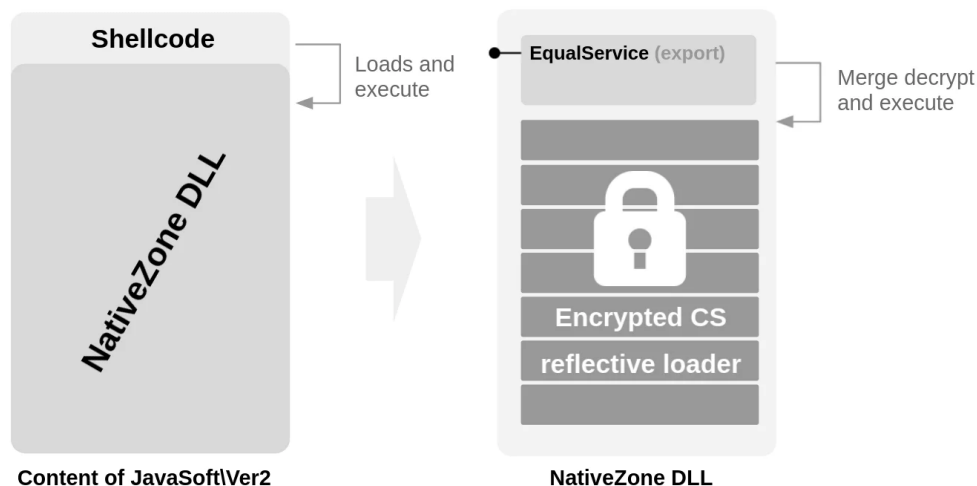 Shellcode
Loads and
execute
NativeZone DLL
Content of JavaSoft\Ver2
EqualService (export)
Merge decrypt
and execute
Encrypted CS
reflective loader
NativeZone DLL